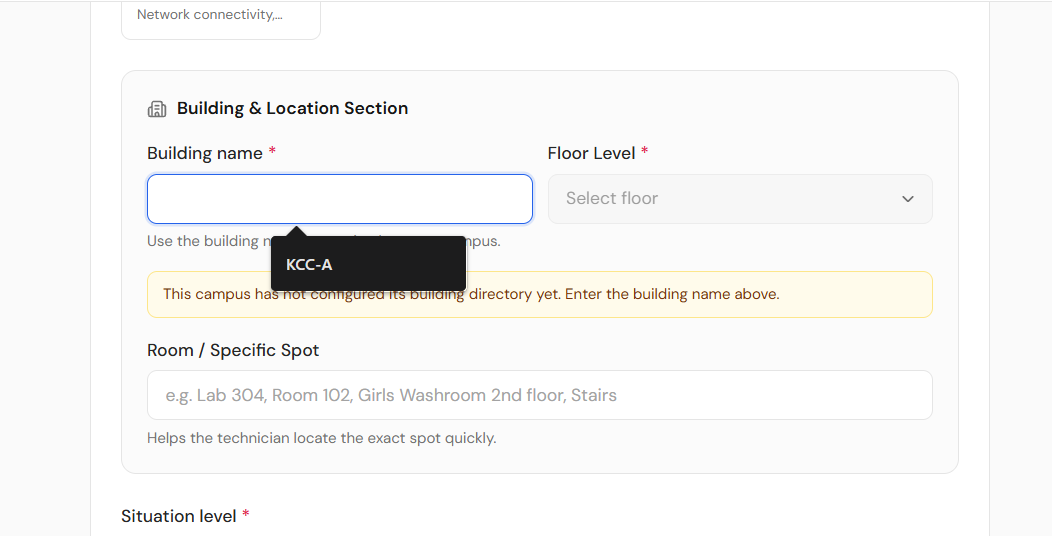 Network connectivity,...
Building & Location Section
Building name *
Floor Level *
Select floor
Use the building n
mpus.
KCC-A
This campus has not configured its building directory yet. Enter the building name above.
Room / Specific Spot
e.g. Lab 304, Room 102, Girls Washroom 2nd floor, Stairs
Helps the technician locate the exact spot quickly.
Situation level *